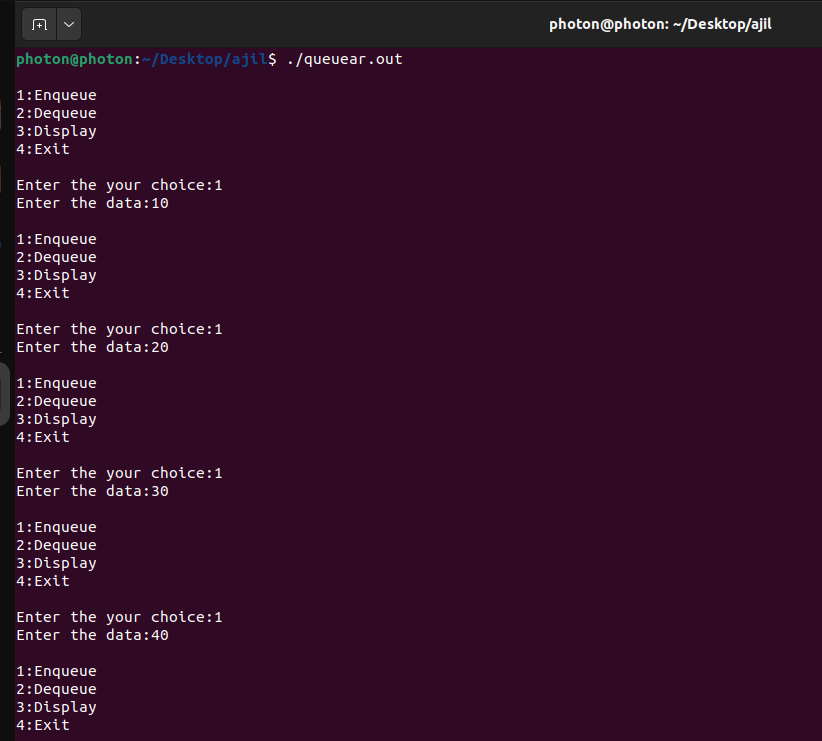 photon@photon: ~/Desktop/ajil
photon@photon:~/Desktop/ajil$ ./queuear.out
1:Enqueue
2:Dequeue
3:Display
4:Exit
Enter the your choice:1
Enter the data:10
1:Enqueue
2:Dequeue
3:Display
4:Exit
Enter the your choice:1
Enter the data:20
1:Enqueue
2:Dequeue
3:Display
4:Exit
Enter the your choice:1
Enter the data:30
1:Enqueue
2:Dequeue
3:Display
4:Exit
Enter the your choice:1
Enter the data:40
1:Enqueue
2:Dequeue
3:Display
4:Exit